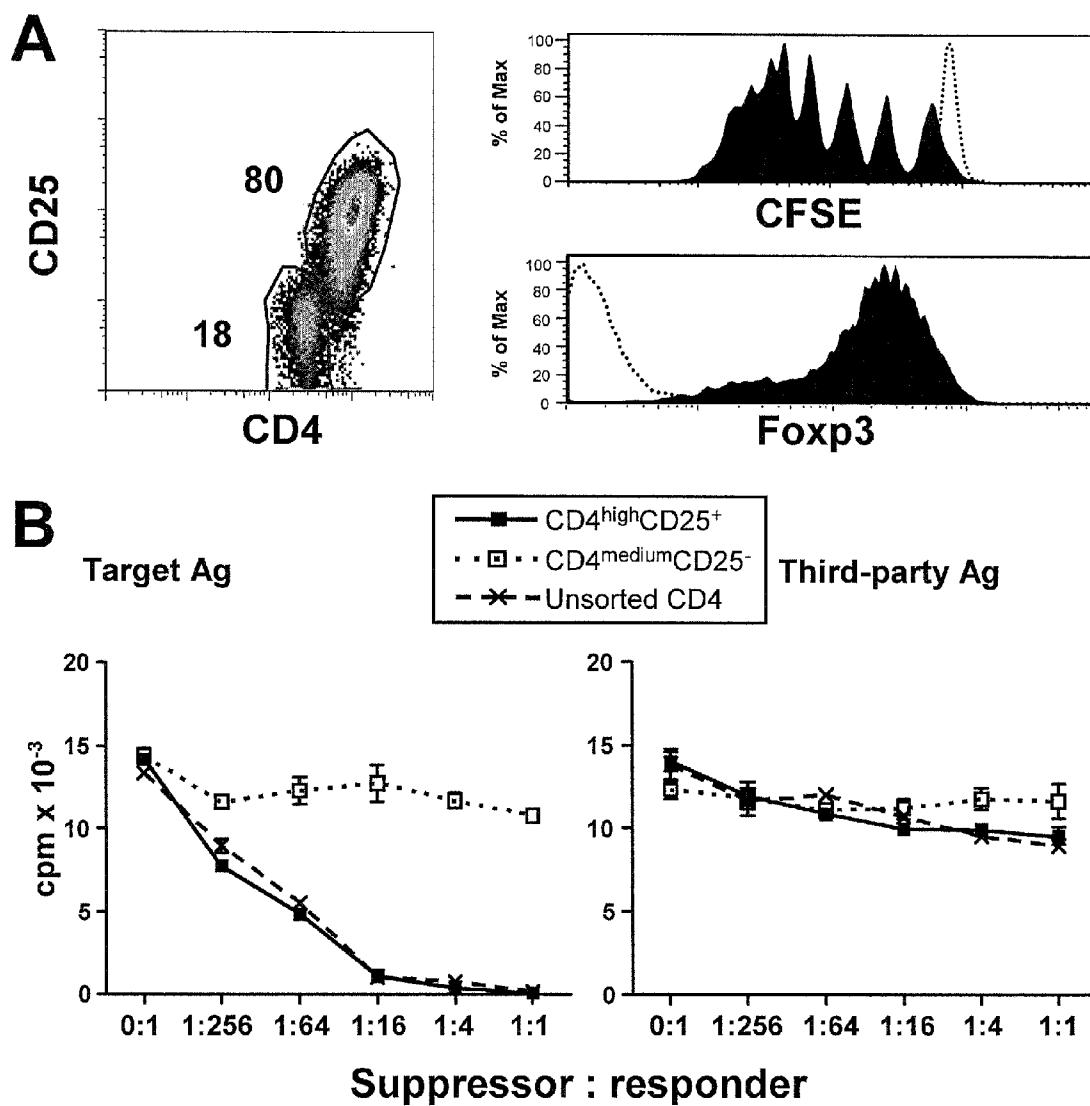 A
CD25
80
18
CD4
% of Max
100
80
60
40
20
0
CFSE
% of Max
100
80
60
40
20
0
Foxp3
B
CD4highCD25+
CD4mediumCD25-
Unsorted CD4
Target Ag
Third-party Ag
cpm x 10-3
20
15
10
5
0
0:1 1:256 1:64 1:16 1:4 1:1
20
15
10
5
0
0:1 1:256 1:64 1:16 1:4 1:1
Suppressor : responder